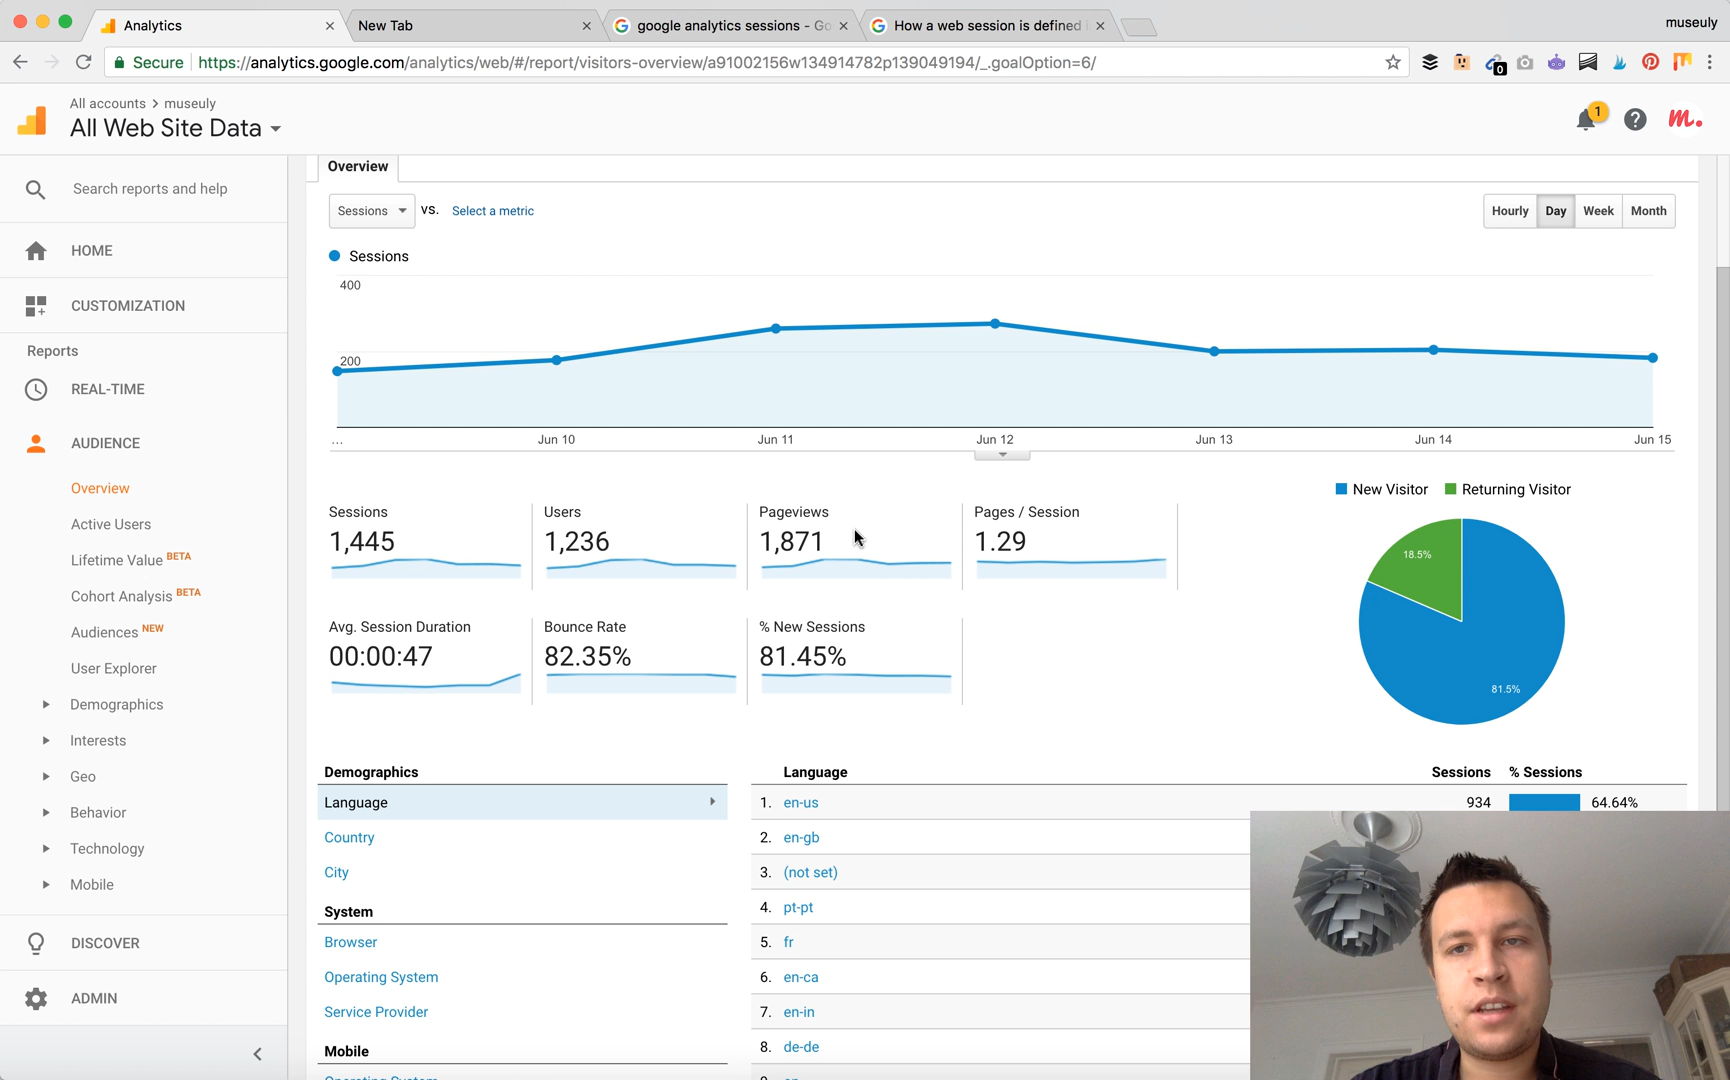 Analytics
New Tab
google analytics sessions - Go
How a web session is defined i
museuly
Secure
https://analytics.google.com/analytics/web/#/report/visitors-overview/a91002156w134914782p139049194/_.goalOption=6/
0
All accounts > museuly
All Web Site Data
1
m.
Search reports and help
HOME
CUSTOMIZATION
Reports
REAL-TIME
AUDIENCE
Overview
Active Users
Lifetime Value BETA
Cohort Analysis BETA
Audiences NEW
User Explorer
Demographics
Interests
Geo
Behavior
Technology
Mobile
DISCOVER
ADMIN
Overview
Sessions
VS.
Select a metric
Hourly
Day
Week
Month
Sessions
400
200
...
Jun 10
Jun 11
Jun 12
Jun 13
Jun 14
Jun 15
Sessions
1,445
Users
1,236
Pageviews
1,871
Pages / Session
1.29
Avg. Session Duration
00:00:47
Bounce Rate
82.35%
% New Sessions
81.45%
New Visitor
Returning Visitor
18.5%
81.5%
Demographics
Language
Country
City
System
Browser
Operating System
Service Provider
Mobile
Operating System
Language
Sessions
% Sessions
1. en-us
934
64.64%
2. en-gb
3. (not set)
4. pt-pt
5. fr
6. en-ca
7. en-in
8. de-de